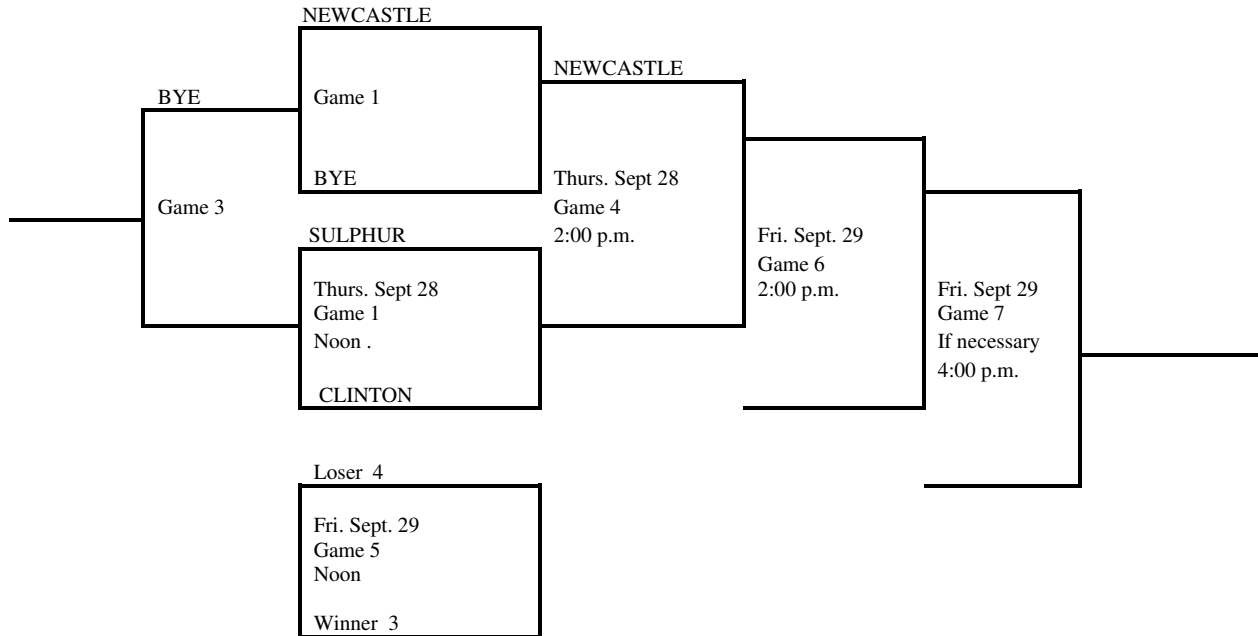 NEWCASTLE
NEWCASTLE
BYE
Game 1
BYE
Thurs. Sept 28
Game 3
Game 4
SULPHUR
2:00 p.m.
Fri. Sept. 29
Game 6
Thurs. Sept 28
2:00 p.m.
Fri. Sept 29
Game 1
Game 7
Noon .
If necessary
4:00 p.m.
CLINTON
Loser 4
Fri. Sept. 29
Game 5
Noon
Winner 3